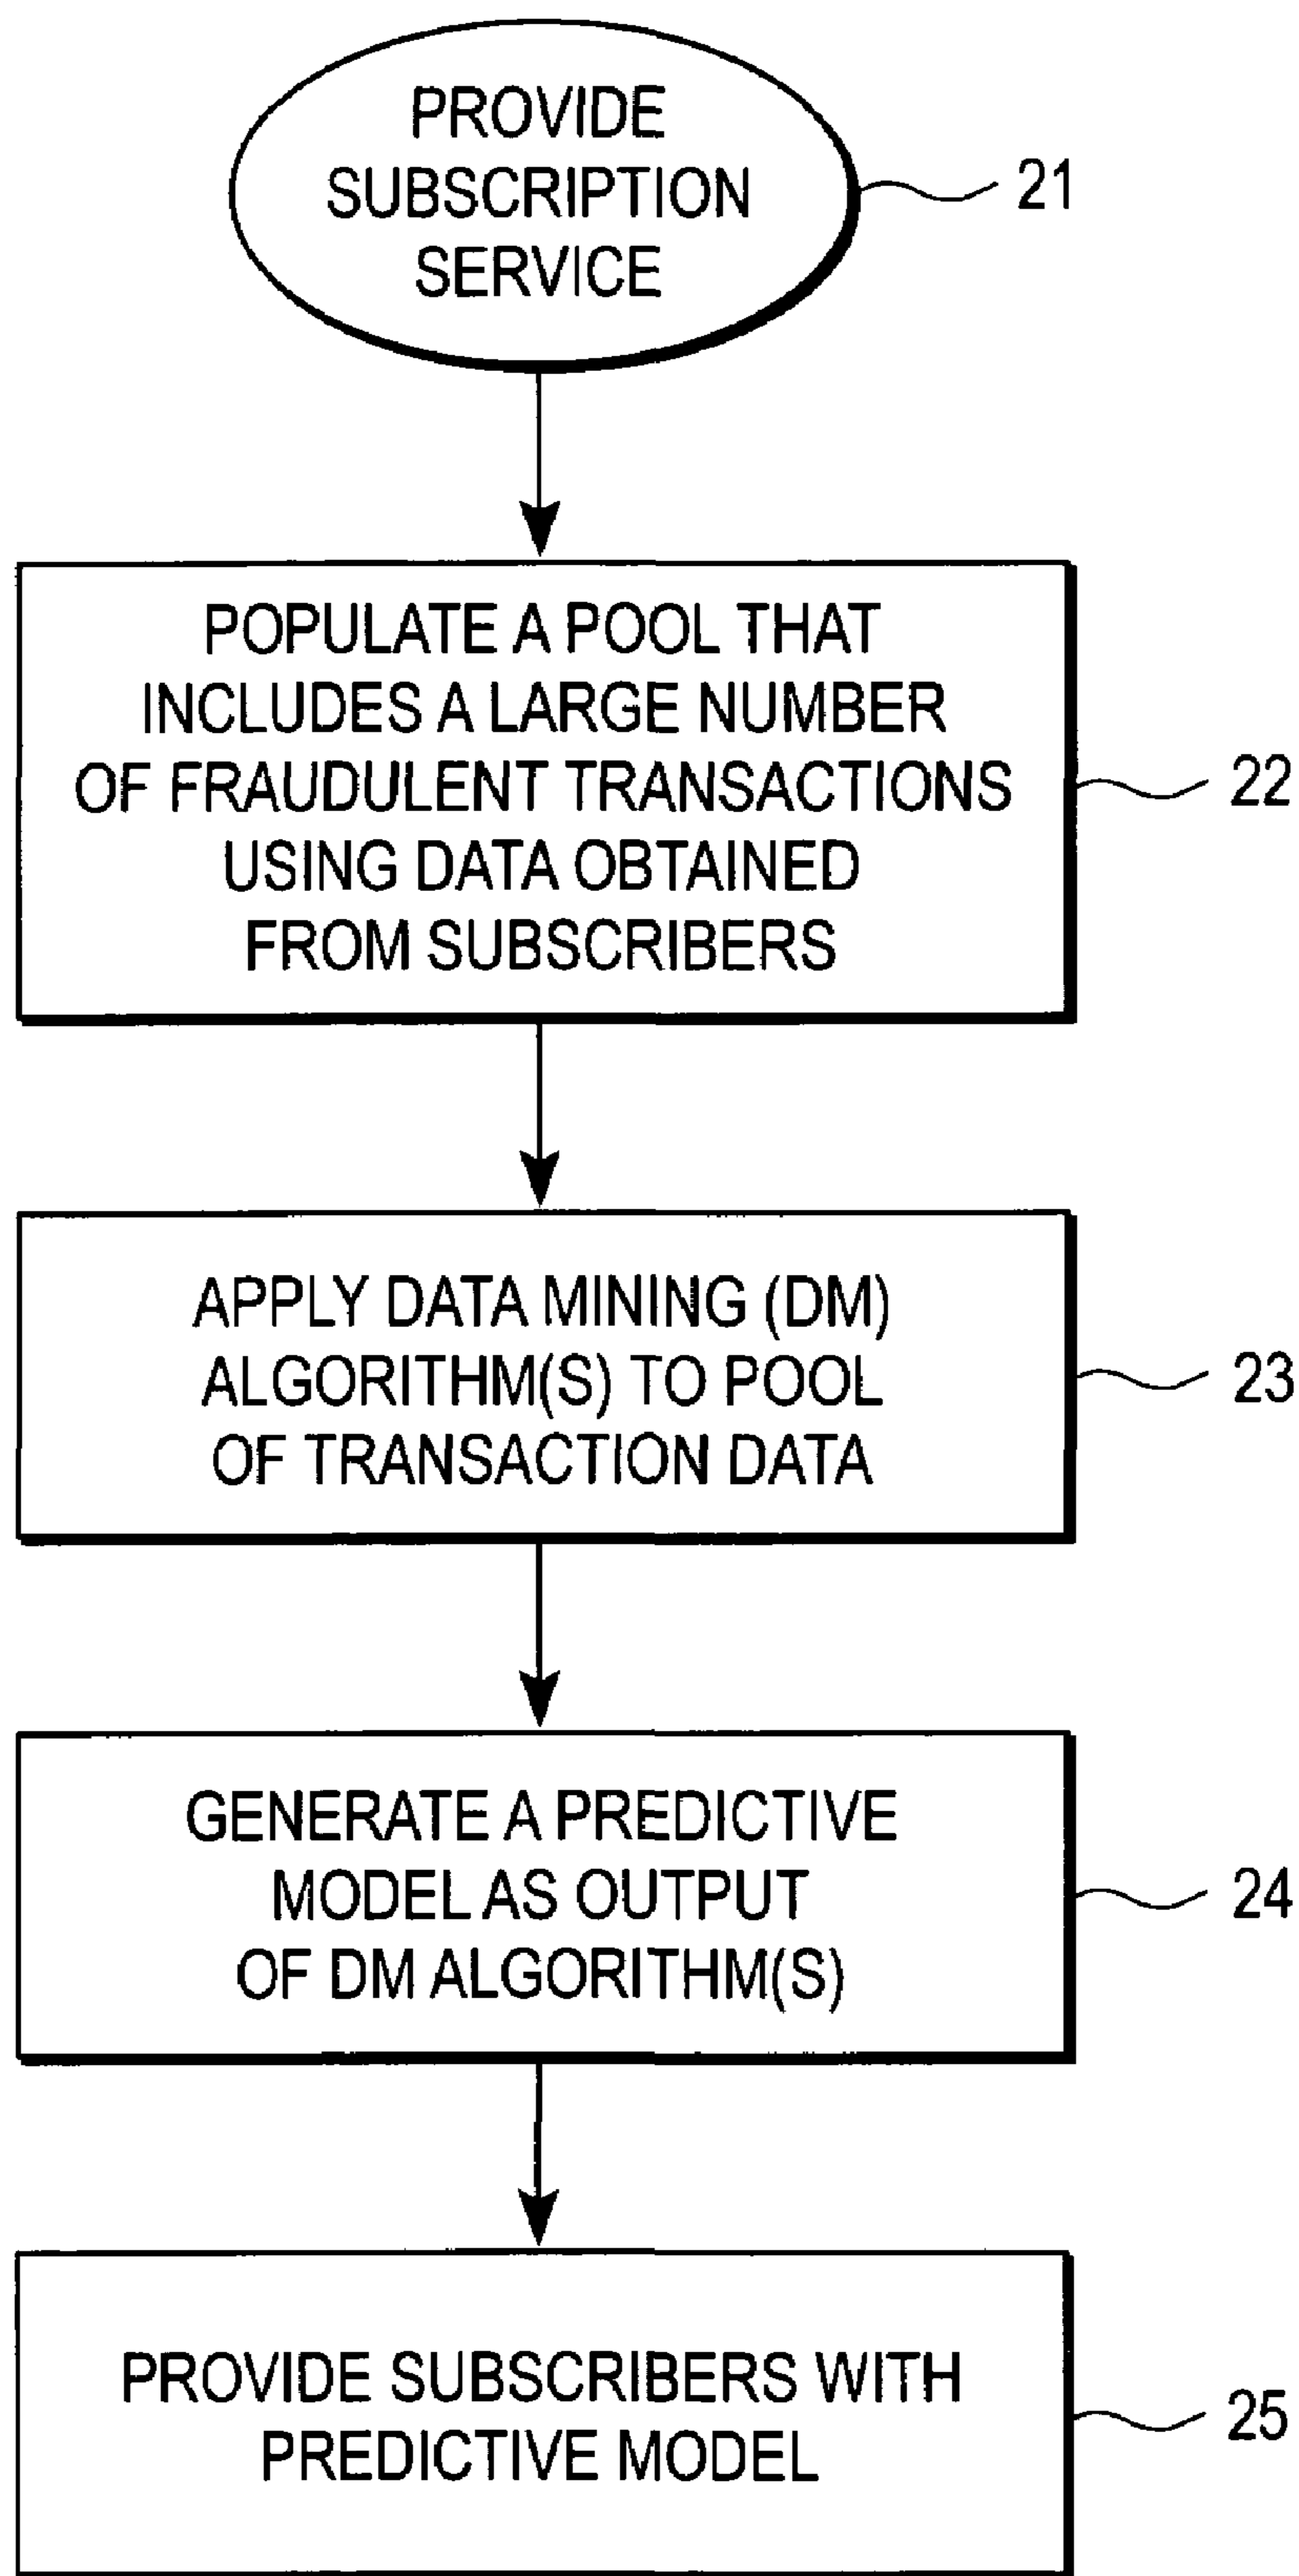 PROVIDE
SUBSCRIPTION
SERVICE
21
POPULATE A POOL THAT
INCLUDES A LARGE NUMBER
OF FRAUDULENT TRANSACTIONS
USING DATA OBTAINED
FROM SUBSCRIBERS
22
APPLY DATA MINING (DM)
ALGORITHM(S) TO POOL
OF TRANSACTION DATA
23
GENERATE A PREDICTIVE
MODEL AS OUTPUT
OF DM ALGORITHM(S)
24
PROVIDE SUBSCRIBERS WITH
PREDICTIVE MODEL
25